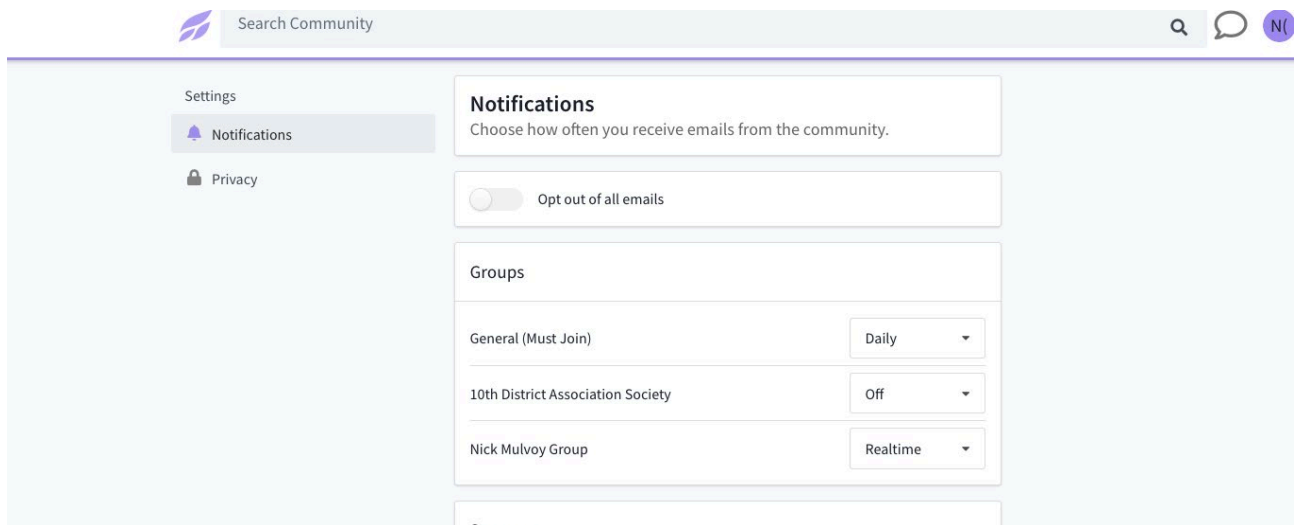 Search Community
N(
Settings
Notifications
Privacy
Notifications
Choose how often you receive emails from the community.
Opt out of all emails
Groups
General (Must Join)
Daily
10th District Association Society
Off
Nick Mulvoy Group
Realtime